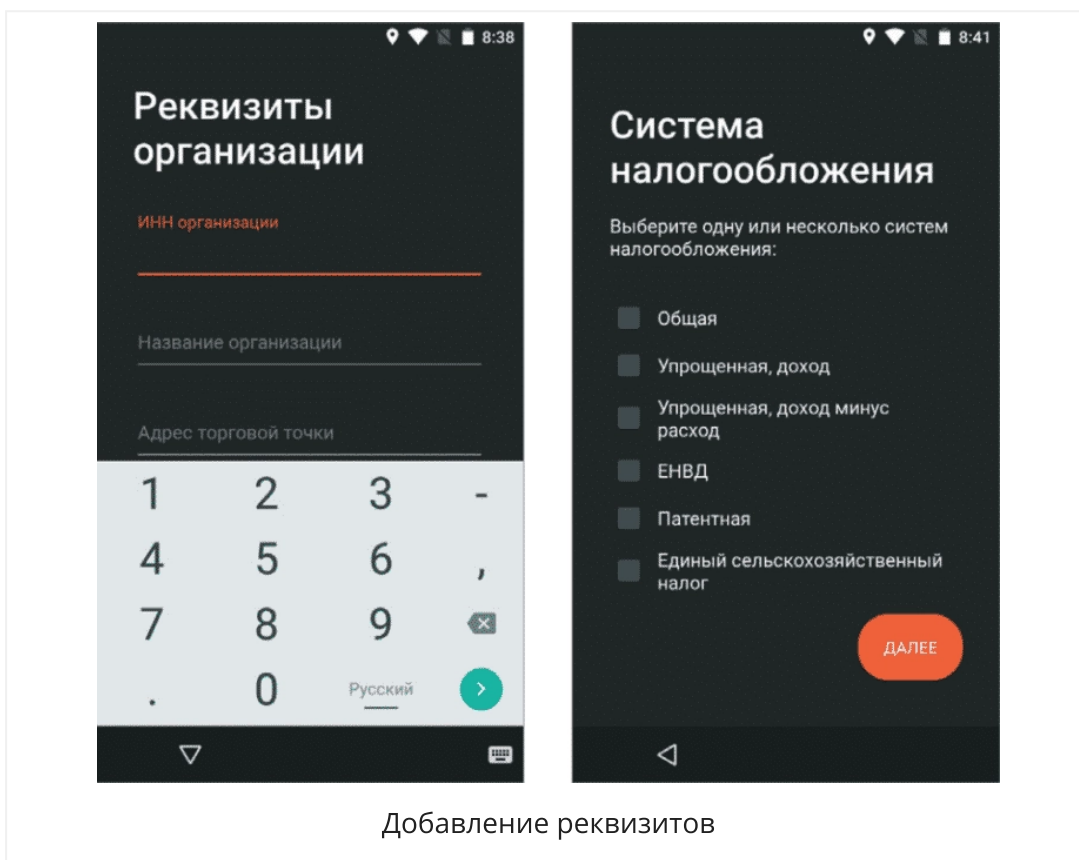 8:38
Реквизиты
организации
ИНН организации
Название организации
Адрес торговой точки
1 2 3 -
4 5 6 ,
7 8 9
. 0 Русский
8:41
Система
налогообложения
Выберите одну или несколько систем
налогообложения:
Общая
Упрощенная, доход
Упрощенная, доход минус
расход
ЕНВД
Патентная
Единый сельскохозяйственный
налог
ДАЛЕЕ
Добавление реквизитов